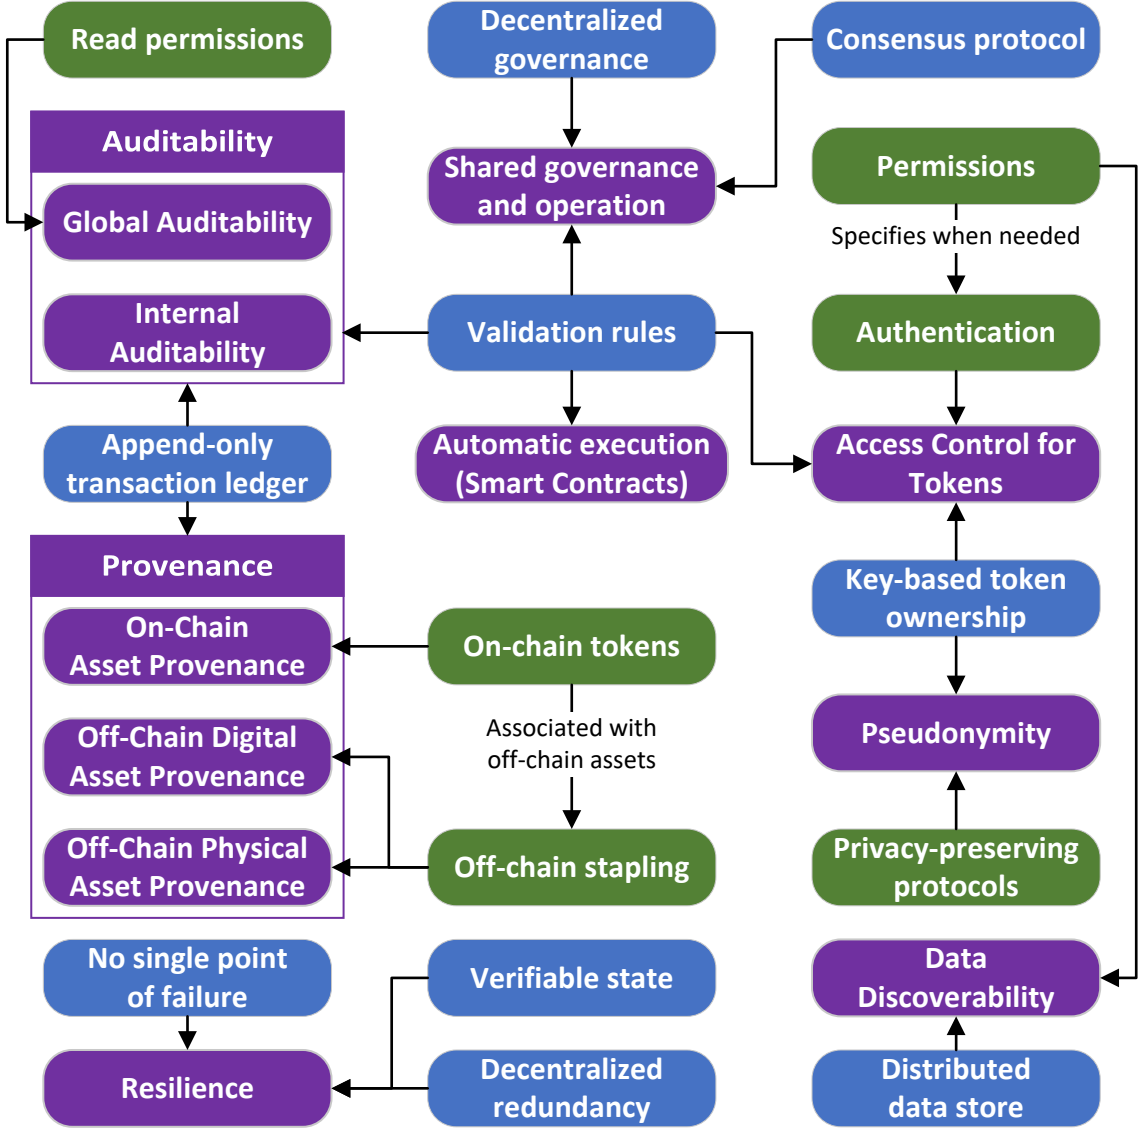 Read permissions
Decentralized
governance
Consensus protocol
Auditability
Global Auditability
Internal
Auditability
Shared governance
and operation
Permissions
Specifies when needed
Validation rules
Authentication
Append-only
transaction ledger
Automatic execution
(Smart Contracts)
Access Control for
Tokens
Provenance
On-Chain
Asset Provenance
Off-Chain Digital
Asset Provenance
Off-Chain Physical
Asset Provenance
On-chain tokens
Associated with
off-chain assets
Off-chain stapling
Key-based token
ownership
Pseudonymity
Privacy-preserving
protocols
No single point
of failure
Verifiable state
Data
Discoverability
Resilience
Decentralized
redundancy
Distributed
data store